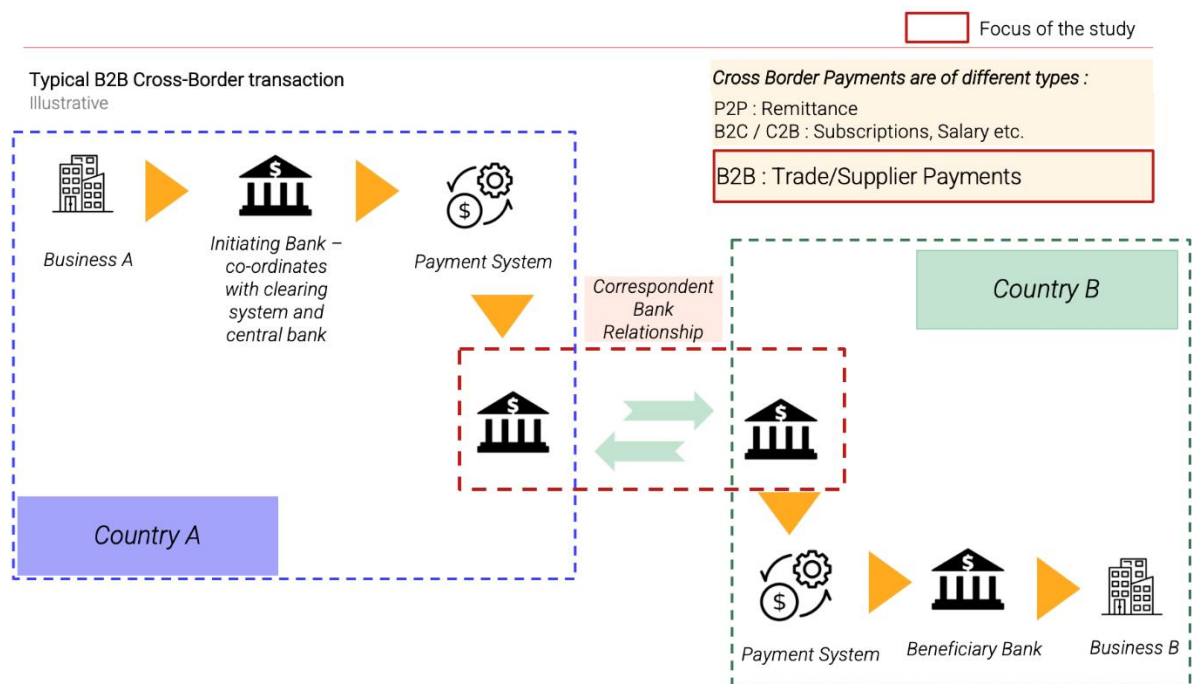 Focus of the study
Typical B2B Cross-Border transaction
Illustrative
Cross Border Payments are of different types :
P2P : Remittance
B2C / C2B : Subscriptions, Salary etc.
B2B : Trade/Supplier Payments
$
Business A
Initiating Bank –
co-ordinates
with clearing
system and
central bank
$
Payment System
Correspondent
Bank
Relationship
Country B
$
$
Country A
$
Payment System
$
Beneficiary Bank
Business B